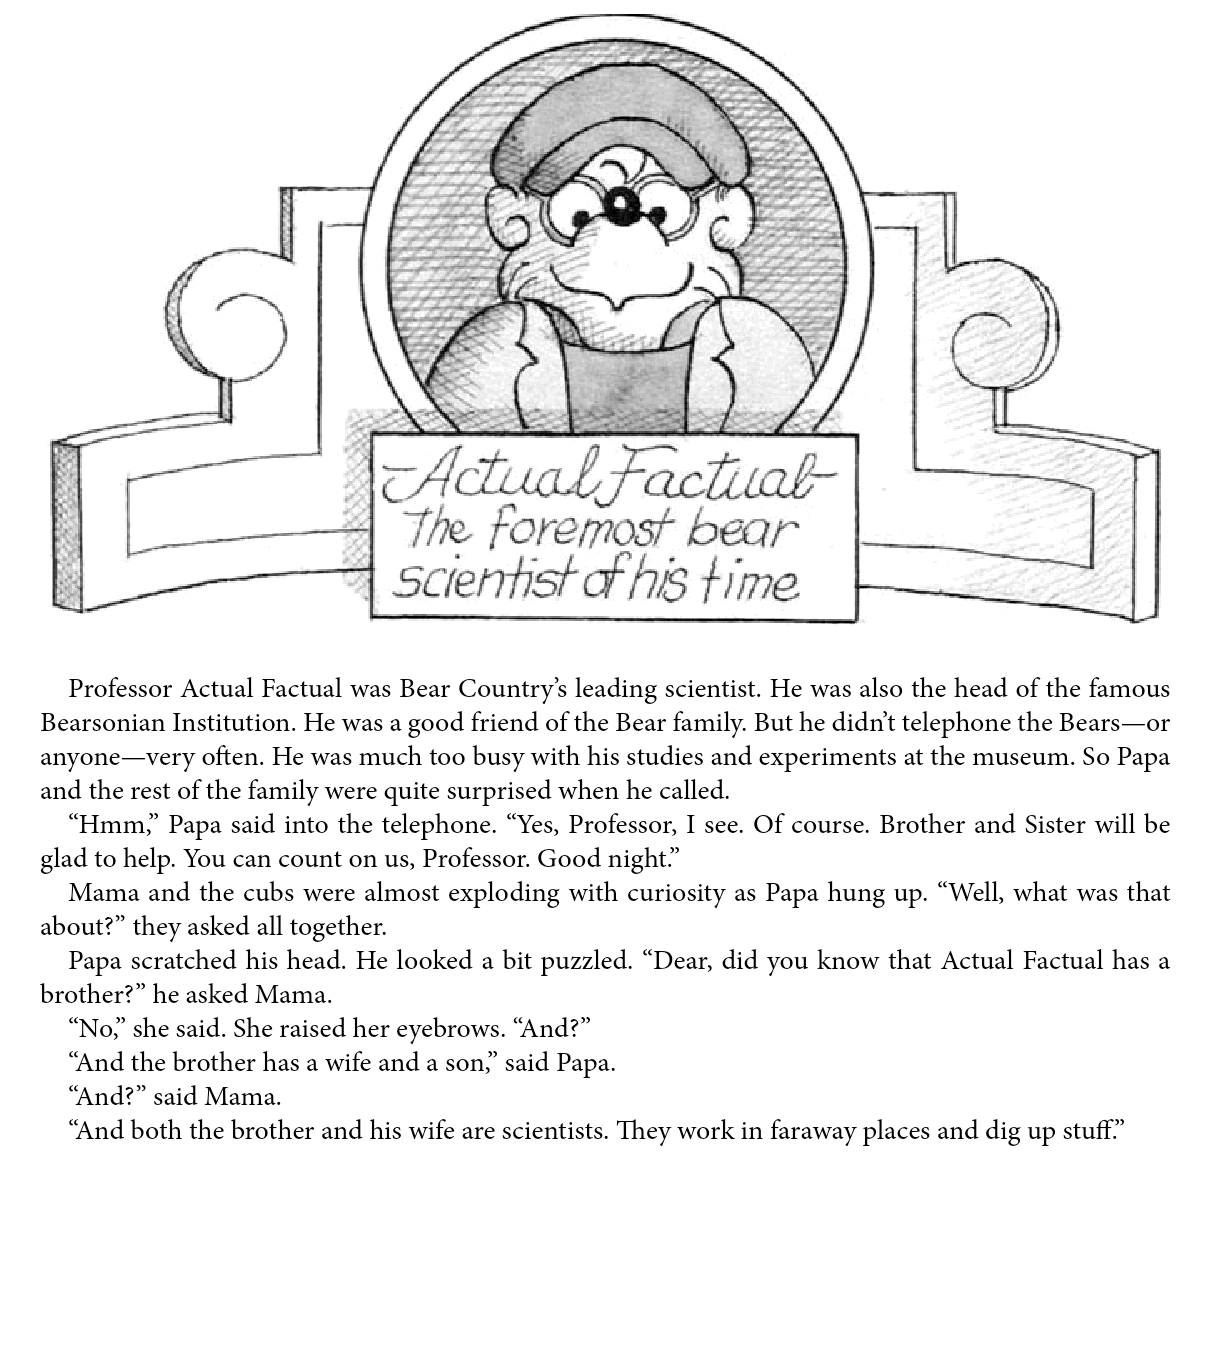 -Actual Factual-
The foremost bear
scientist of his time
Professor Actual Factual was Bear Country’s leading scientist. He was also the head of the famous
Bearsonian Institution. He was a good friend of the Bear family. But he didn’t telephone the Bears—or
anyone—very often. He was much too busy with his studies and experiments at the museum. So Papa
and the rest of the family were quite surprised when he called.
“Hmm,” Papa said into the telephone. “Yes, Professor, I see. Of course. Brother and Sister will be
glad to help. You can count on us, Professor. Good night.”
Mama and the cubs were almost exploding with curiosity as Papa hung up. “Well, what was that
about?” they asked all together.
Papa scratched his head. He looked a bit puzzled. “Dear, did you know that Actual Factual has a
brother?” he asked Mama.
“No,” she said. She raised her eyebrows. “And?”
“And the brother has a wife and a son,” said Papa.
“And?” said Mama.
“And both the brother and his wife are scientists. They work in faraway places and dig up stuff.”